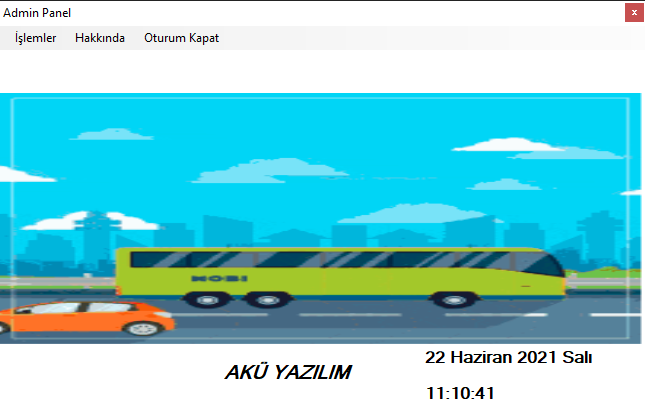 Admin Panel
x
İşlemler Hakkında Oturum Kapat
MOBI
AKÜ YAZILIM
22 Haziran 2021 Salı
11:10:41